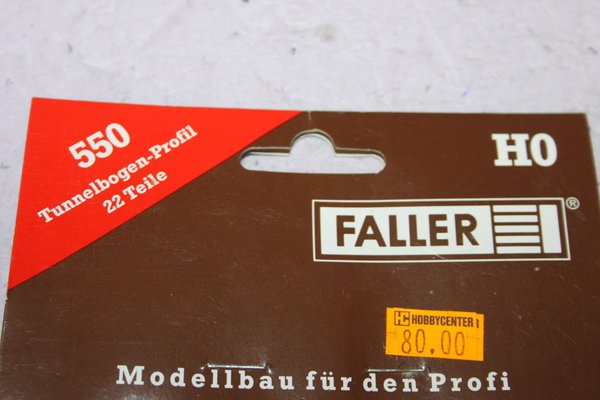 550
Tunnelbogen-Profil
22 Teile
H0
FALLER ®
HC HOBBYCENTER
80.00
Modellbau für den Profi